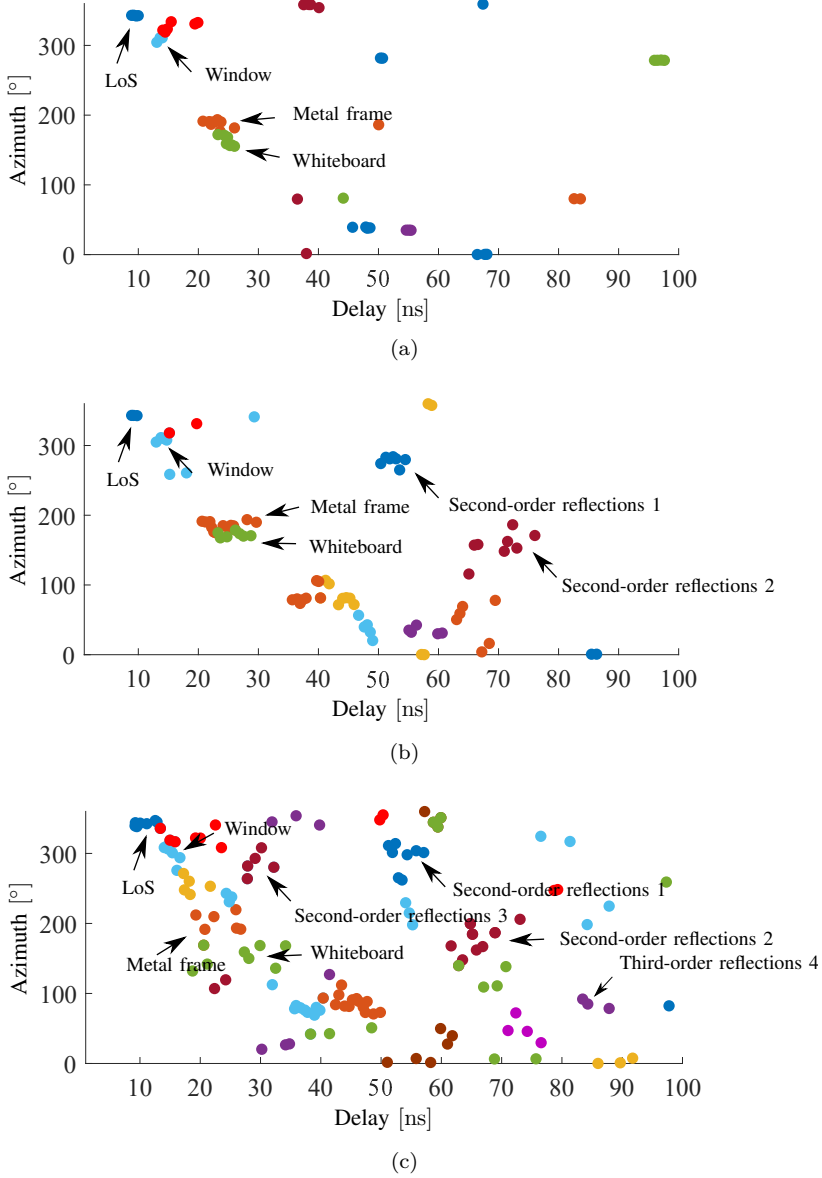 300
200
100
0
Azimuth [°]
LoS
Window
Metal frame
Whiteboard
10 20 30 40 50 60 70 80 90 100
Delay [ns]
(a)
300
200
100
0
Azimuth [°]
LoS
Window
Metal frame
Whiteboard
Second-order reflections 1
Second-order reflections 2
10 20 30 40 50 60 70 80 90 100
Delay [ns]
(b)
300
200
100
0
Azimuth [°]
Window
LoS
Second-order reflections 1
Second-order reflections 3
Second-order reflections 2
Whiteboard
Metal frame
Third-order reflections 4
10 20 30 40 50 60 70 80 90 100
Delay [ns]
(c)